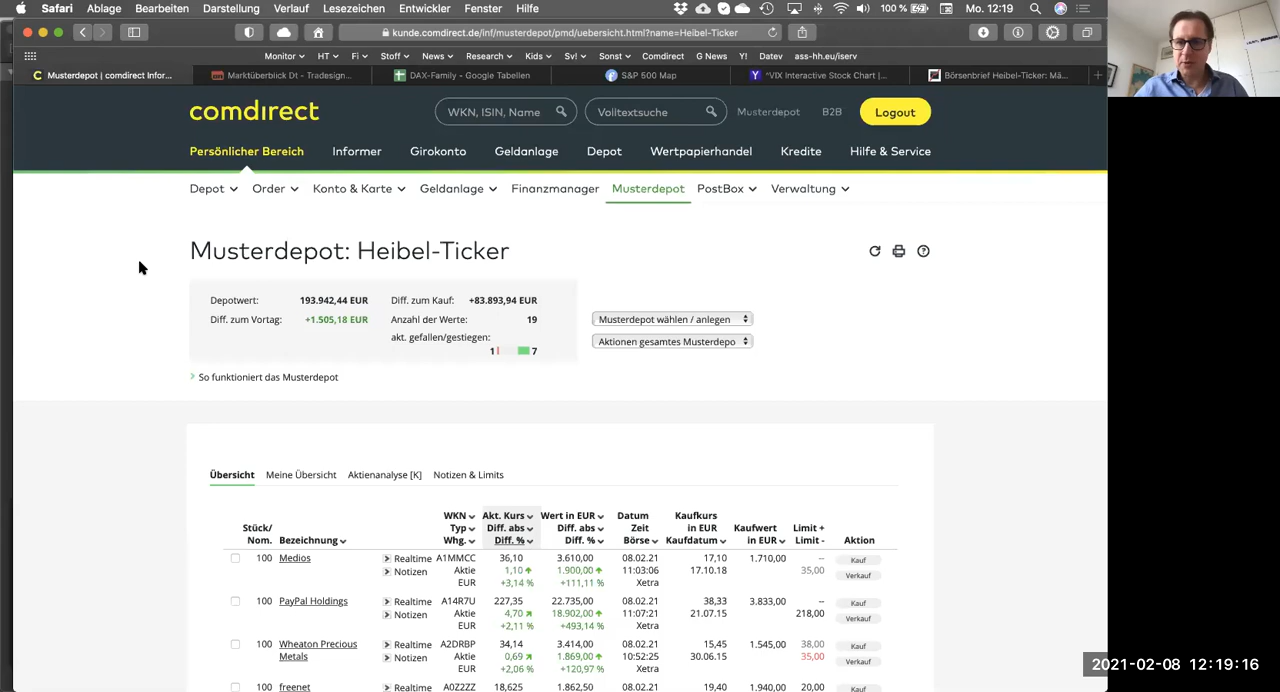 Safari Ablage Bearbeiten Darstellung Verlauf Lesezeichen Entwickler Fenster Hilfe 100 % Mo. 12:19
kunde.comdirect.de/inf/musterdepot/pmd/uebersicht.html?name=Heibel-Ticker
Monitor HT Fi Stoff News Research Kids Sv! Sonst Comdirect G News Y! Datev ass-hh.eu/iserv
Musterdepot | comdirect Infor... Marktüberblick Dt - Tradesign... DAX-Family - Google Tabellen S&P 500 Map ^VIX Interactive Stock Chart |... Börsenbrief Heibel-Ticker: Mä...
comdirect WKN, ISIN, Name Volltextsuche Musterdepot B2B Logout
Persönlicher Bereich Informer Girokonto Geldanlage Depot Wertpapierhandel Kredite Hilfe & Service
Depot Order Konto & Karte Geldanlage Finanzmanager Musterdepot PostBox Verwaltung
Musterdepot: Heibel-Ticker
Depotwert: 193.942,44 EUR Diff. zum Kauf: +83.893,94 EUR
Diff. zum Vortag: +1.505,18 EUR Anzahl der Werte: 19 Musterdepot wählen / anlegen
akt. gefallen/gestiegen: Aktionen gesamtes Musterdepo
1 7
So funktioniert das Musterdepot
Übersicht Meine Übersicht Aktienanalyse [K] Notizen & Limits
WKN Akt. Kurs Wert in EUR Datum Kaufkurs
Stück/ Typ Diff. abs Diff. abs Zeit in EUR Kaufwert Limit +
Nom. Bezeichnung Whg. Diff. % Diff. % Börse Kaufdatum in EUR Limit - Aktion
100 Medios Realtime A1MMCC 36,10 3.610,00 08.02.21 17,10 1.710,00 -- Kauf
Notizen Aktie 1,10 1.900,00 11:03:06 17.10.18 35,00 Verkauf
EUR +3,14 % +111,11 % Xetra
100 PayPal Holdings Realtime A14R7U 227,35 22.735,00 08.02.21 38,33 3.833,00 -- Kauf
Notizen Aktie 4,70 18.902,00 11:07:21 21.07.15 218,00 Verkauf
EUR +2,11 % +493,14 % Xetra
100 Wheaton Precious Realtime A2DRBP 34,14 3.414,00 08.02.21 15,45 1.545,00 38,00 Kauf
Metals Notizen Aktie 0,69 1.869,00 10:52:25 30.06.15 35,00 Verkauf
EUR +2,06 % +120,97 % Xetra
100 freenet Realtime A0Z2ZZ 18,625 1.862,50 08.02.21 19,40 1.940,00 20,00 Kauf
2021-02-08 12:19:16